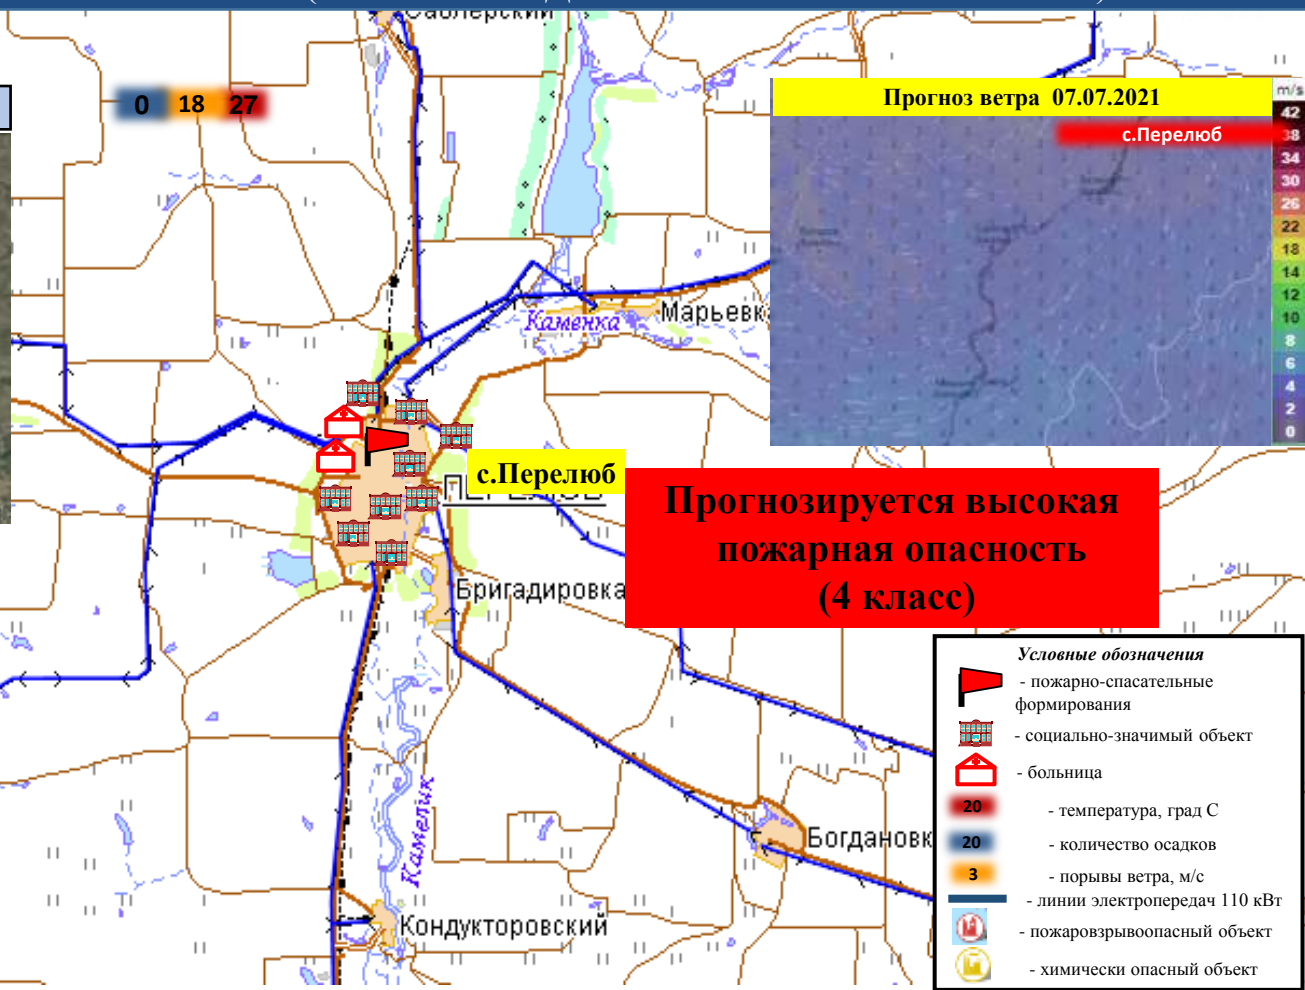 Саблерский
0 18 27
Прогноз ветра 07.07.2021
с.Перелюб
m/s
42
38
34
30
26
22
18
14
12
10
8
6
4
2
0
Каменка
Марьевк
с.Перелюб
Прогнозируется высокая
пожарная опасность
(4 класс)
Бригадировка
Камелик
Богдановк
Кондукторовский
Условные обозначения
- пожарно-спасательные
формирования
- социально-значимый объект
- больница
20 - температура, град С
20 - количество осадков
3 - порывы ветра, м/с
- линии электропередач 110 кВт
- пожаровзрывоопасный объект
- химически опасный объект